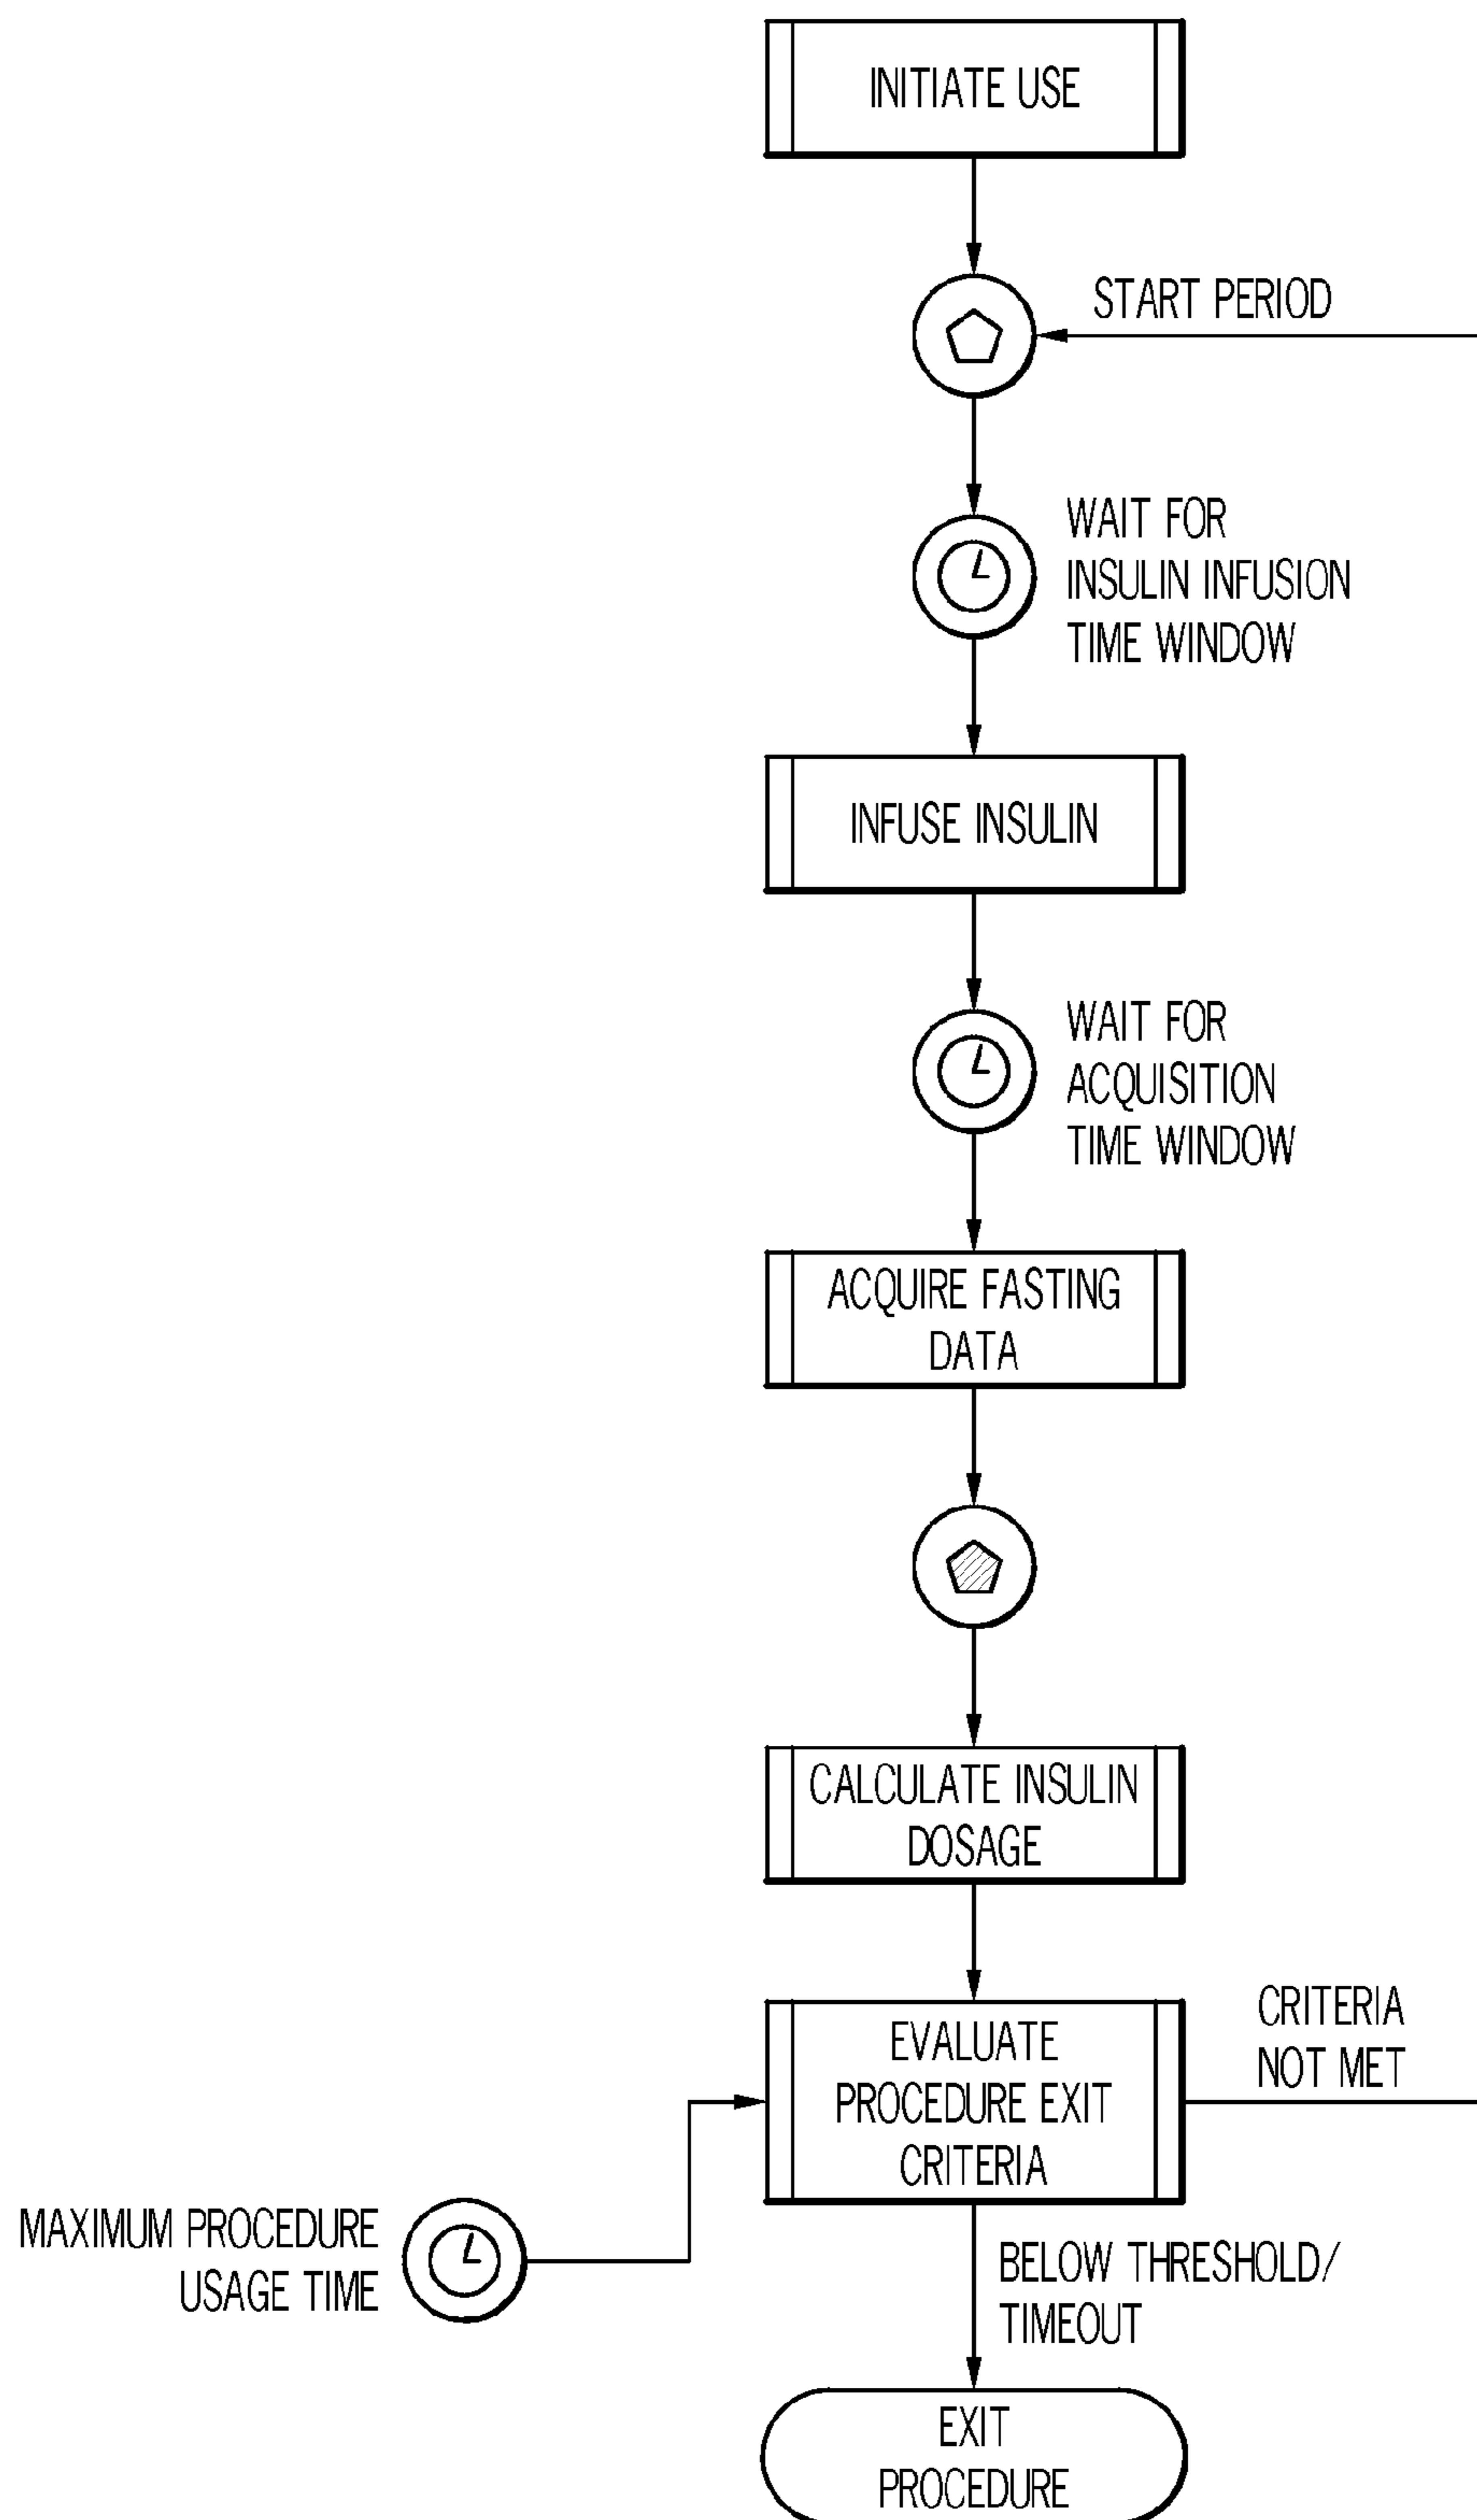 INITIATE USE
START PERIOD
WAIT FOR
INSULIN INFUSION
TIME WINDOW
INFUSE INSULIN
WAIT FOR
ACQUISITION
TIME WINDOW
ACQUIRE FASTING
DATA
CALCULATE INSULIN
DOSAGE
EVALUATE
PROCEDURE EXIT
CRITERIA
CRITERIA
NOT MET
MAXIMUM PROCEDURE
USAGE TIME
BELOW THRESHOLD/
TIMEOUT
EXIT
PROCEDURE